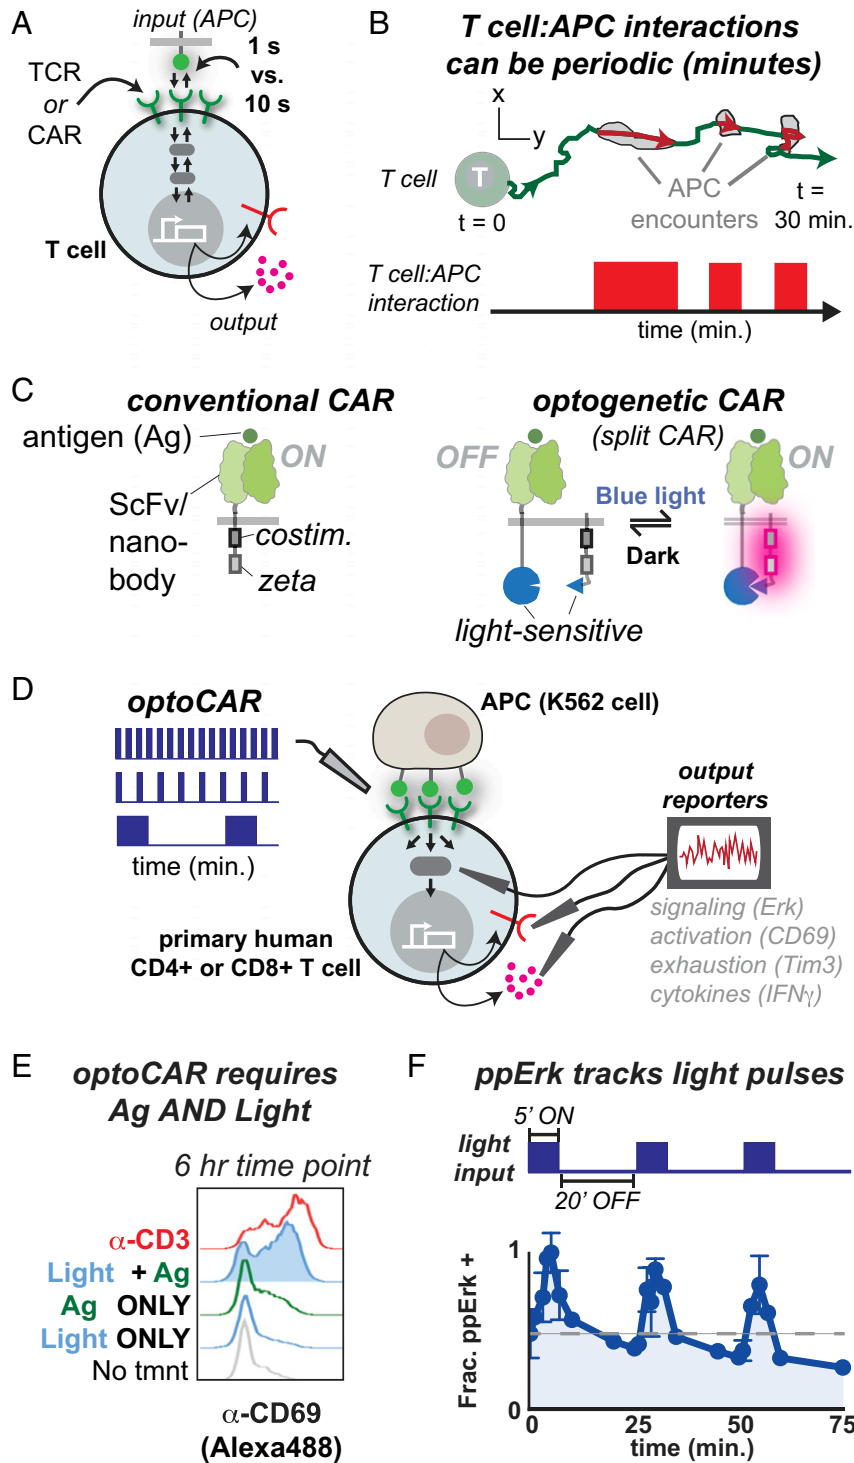 A
input (APC)
1 s
vs.
10 s
TCR
or
CAR
T cell
output
B
T cell:APC interactions
can be periodic (minutes)
x
y
T cell
T
t = 0
APC
encounters
t =
30 min.
T cell:APC
interaction
time (min.)
C
conventional CAR
antigen (Ag)
ON
ScFv/
nano-
body
costim.
zeta
optogenetic CAR
(split CAR)
OFF
ON
Blue light
Dark
light-sensitive
D
optoCAR
time (min.)
APC (K562 cell)
primary human
CD4+ or CD8+ T cell
output
reporters
signaling (Erk)
activation (CD69)
exhaustion (Tim3)
cytokines (IFNγ)
E
optoCAR requires
Ag AND Light
6 hr time point
α-CD3
Light + Ag
Ag ONLY
Light ONLY
No tmnt
α-CD69
(Alexa488)
F
ppErk tracks light pulses
5’ ON
light
input
20’ OFF
Frac. ppErk +
1
0
0 25 50 75
time (min.)